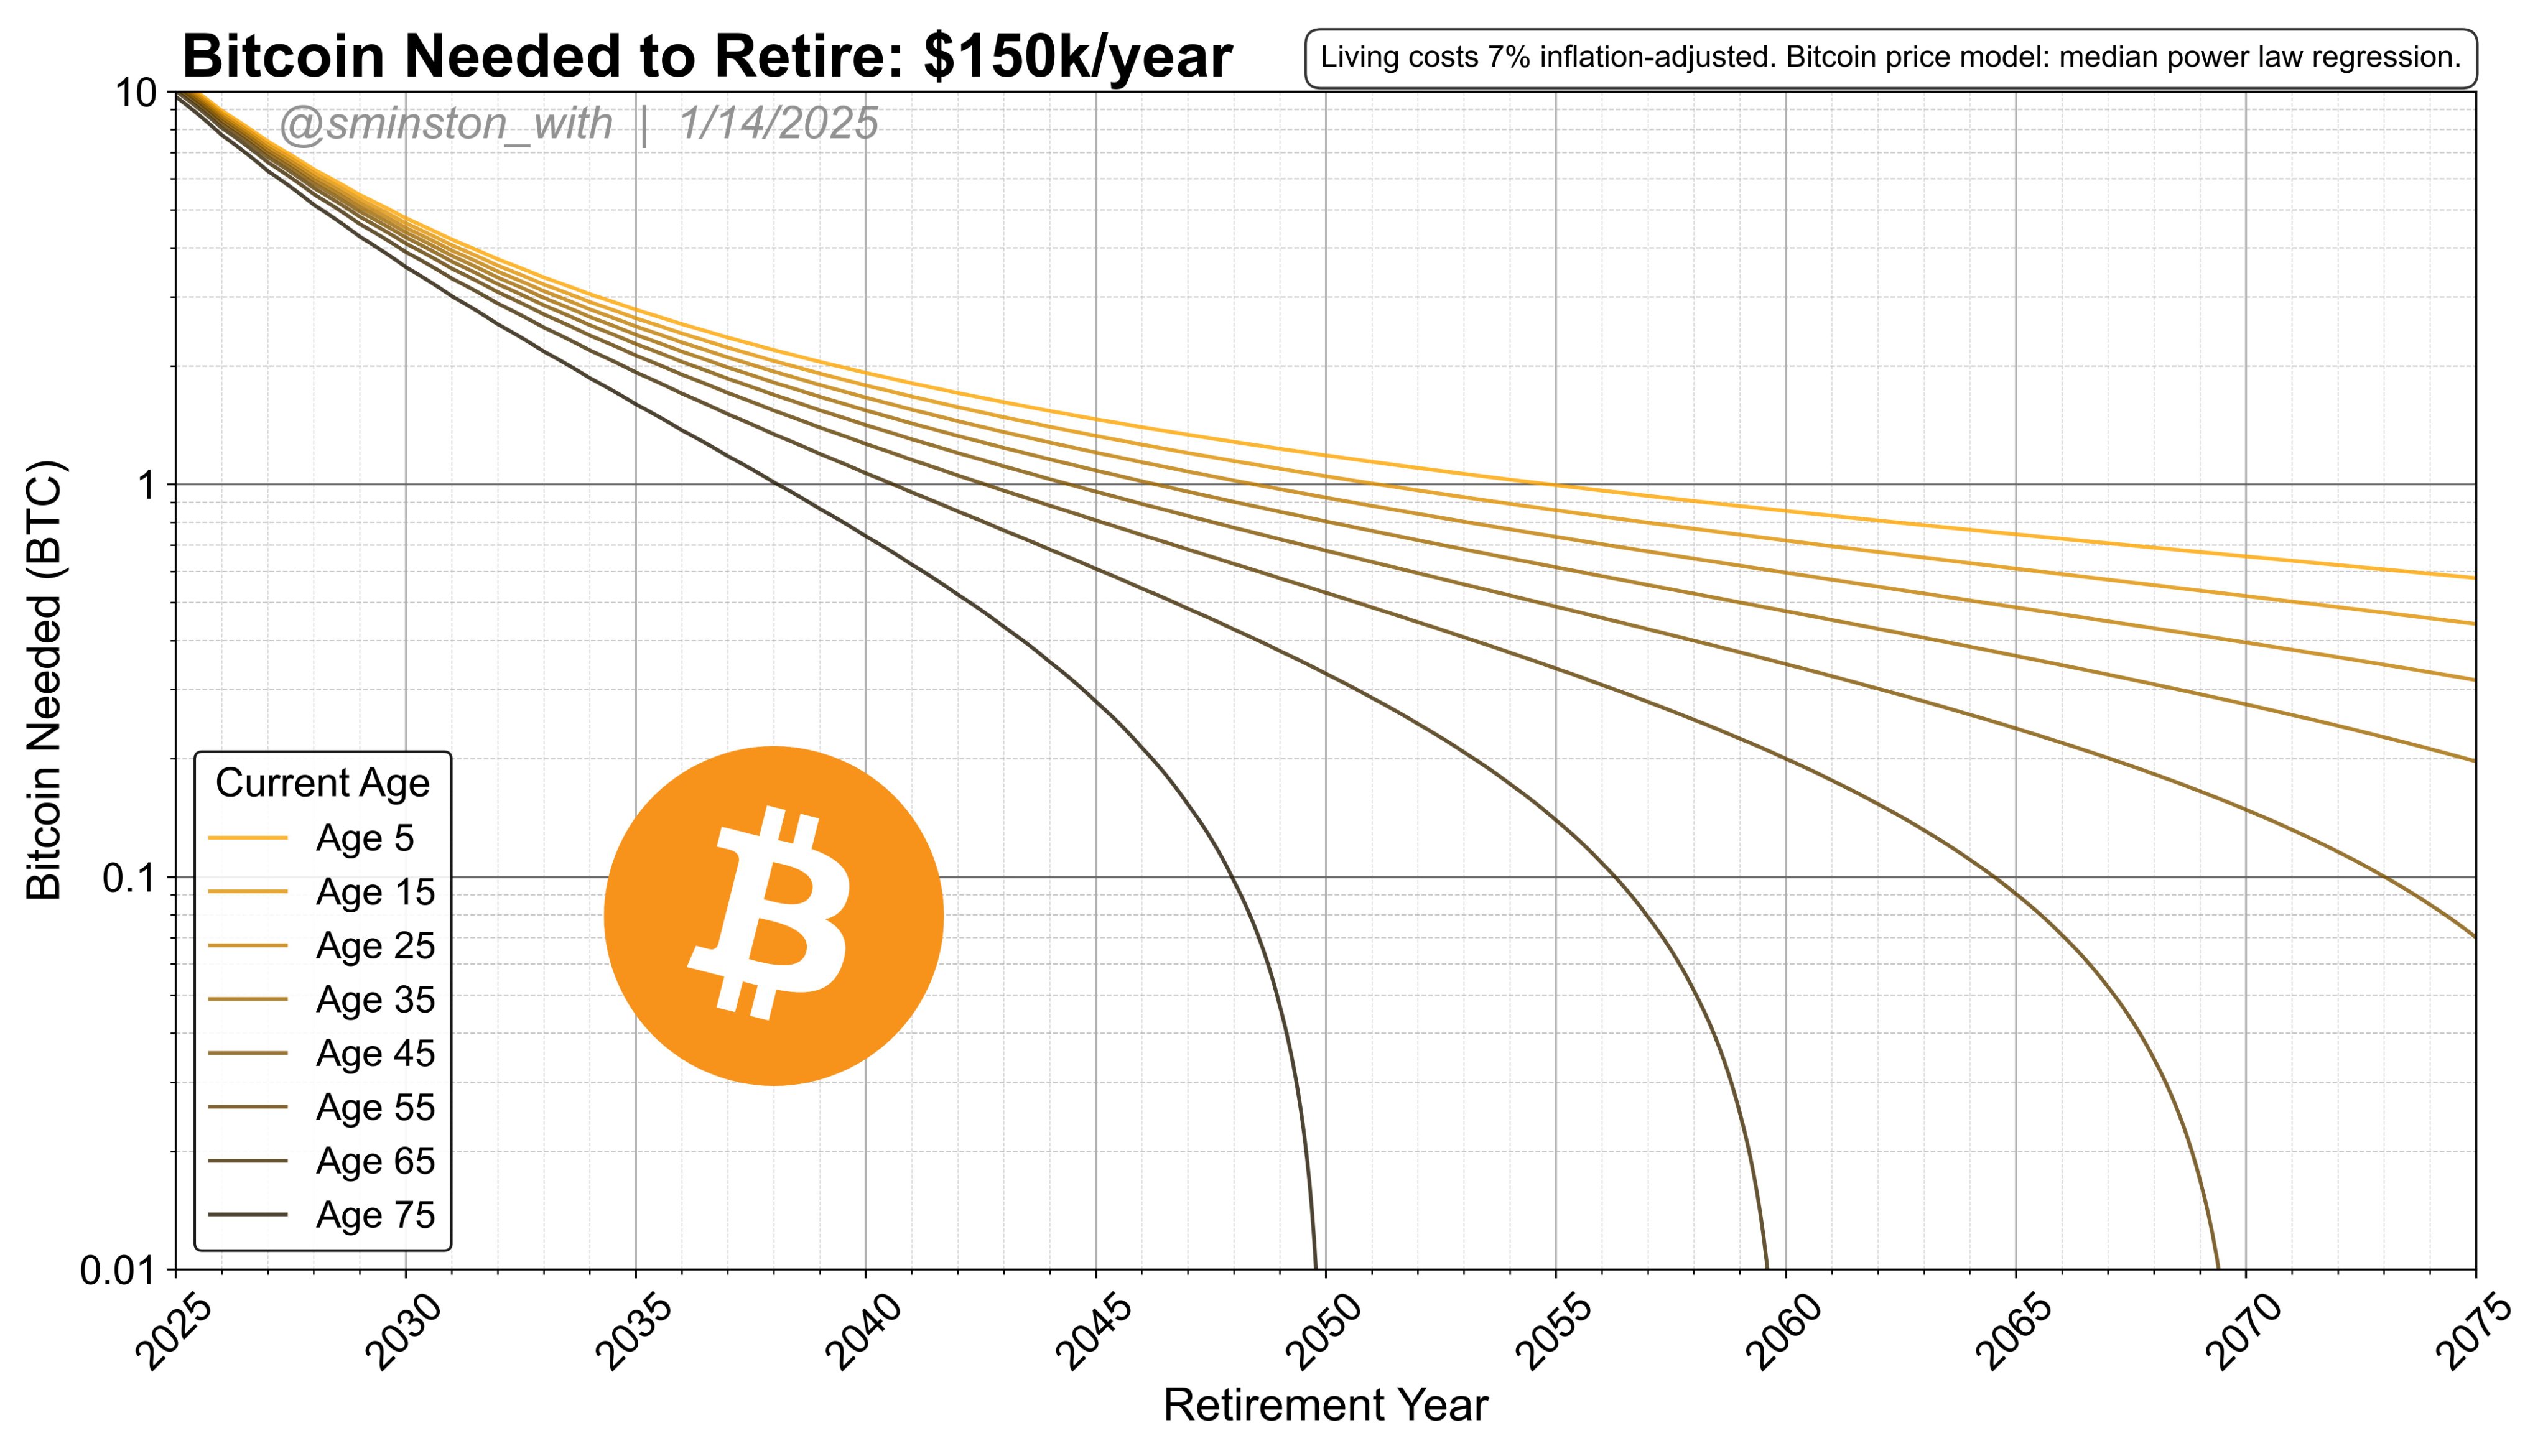 Bitcoin Needed to Retire: $150k/year
Living costs 7% inflation-adjusted. Bitcoin price model: median power law regression.
@sminston_with | 1/14/2025
Bitcoin Needed (BTC)
10
1
0.1
0.01
Current Age
Age 5
Age 15
Age 25
Age 35
Age 45
Age 55
Age 65
Age 75
2025
2030
2035
2040
2045
2050
2055
2060
2065
2070
2075
Retirement Year